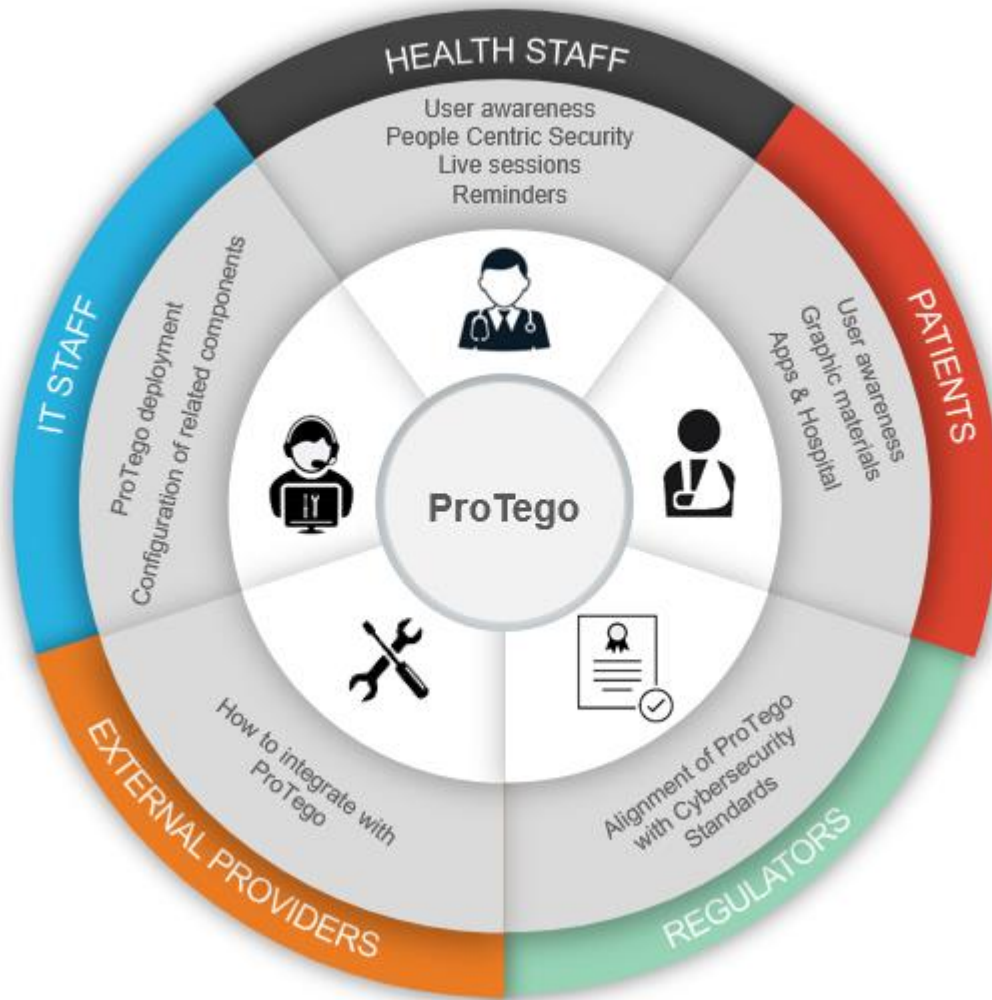 HEALTH STAFF
User awareness
People Centric Security
Live sessions
Reminders
PATIENTS
User awareness
Graphic materials
Apps & Hospital
REGULATORS
Alignment of ProTego
with Cybersecurity
Standards
EXTERNAL PROVIDERS
How to integrate with
ProTego
IT STAFF
ProTego deployment
Configuration of related components
ProTego